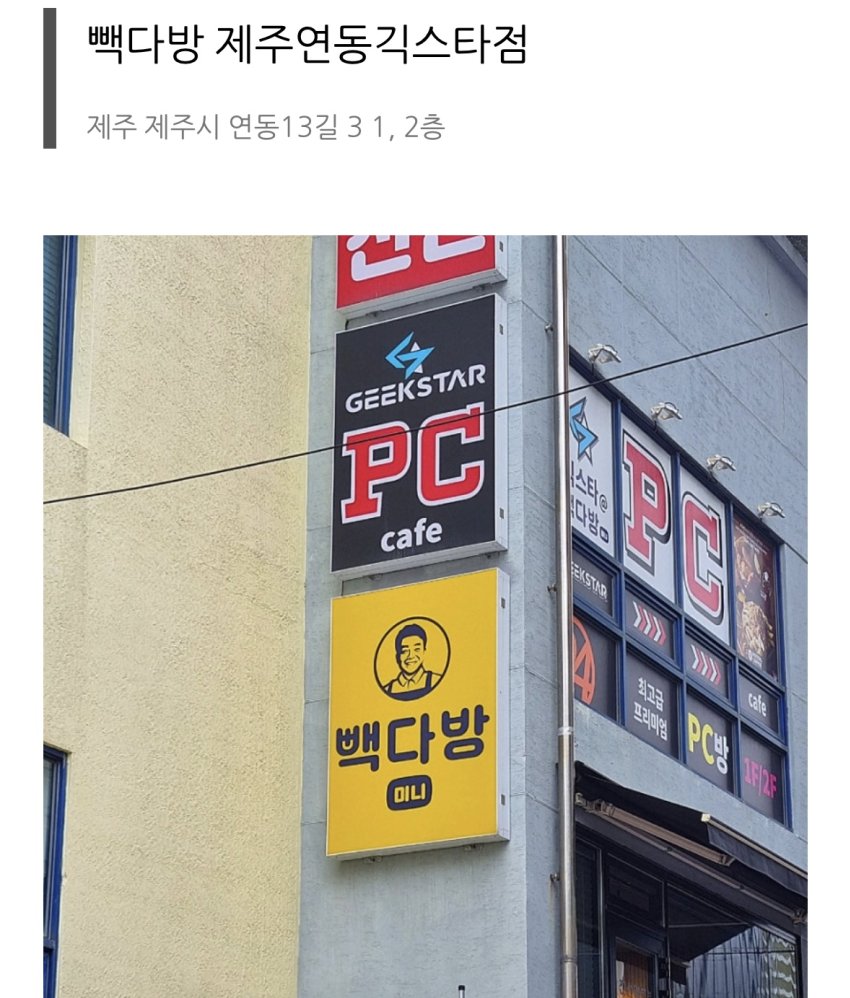 빽다방 제주연동긱스타점
제주 제주시 연동13길 3 1, 2층
GEEKSTAR
PC
cafe
빽다방
미니
PC
GEEKSTAR
최고급
프리미엄
PC방
cafe
1F/2F